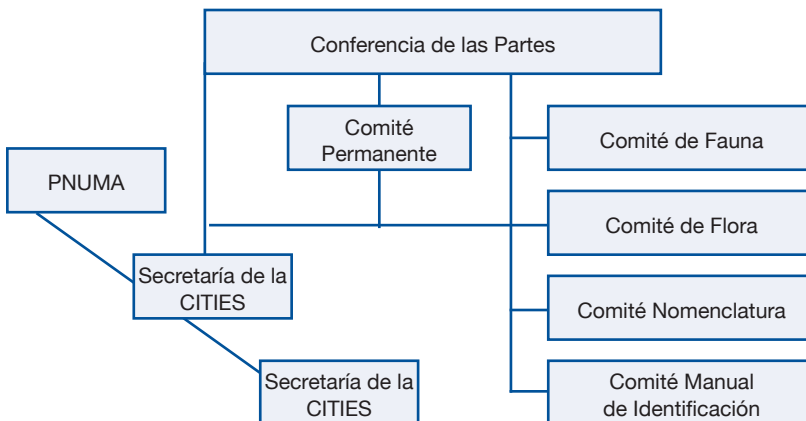 Conferencia de las Partes
Comité
Permanente
Comité de Fauna
PNUMA
Comité de Flora
Secretaría de la
CITIES
Comité Nomenclatura
Secretaría de la
CITIES
Comité Manual
de Identificación